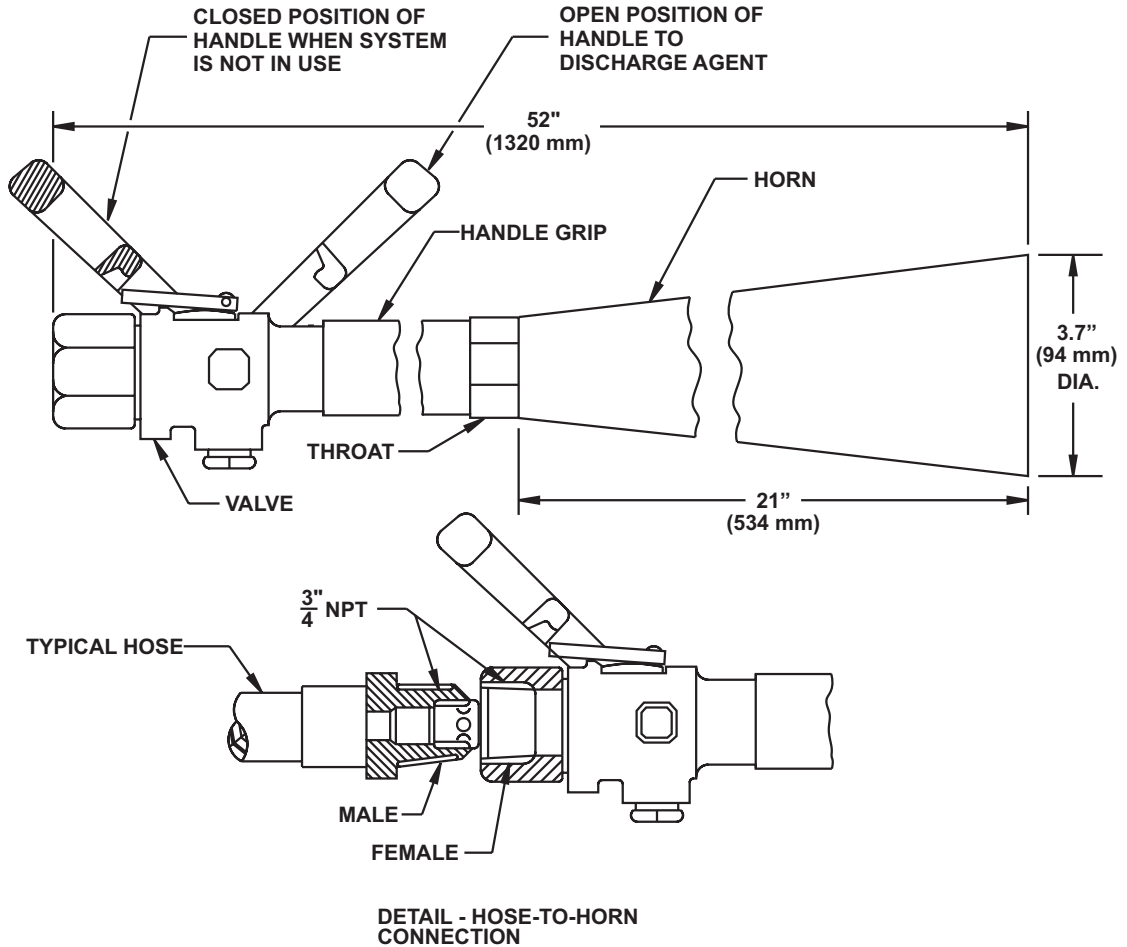 CLOSED POSITION OF
HANDLE WHEN SYSTEM
IS NOT IN USE
OPEN POSITION OF
HANDLE TO
DISCHARGE AGENT
52"
(1320 mm)
HORN
HANDLE GRIP
3.7”
(94 mm)
DIA.
THROAT
VALVE
21”
(534 mm)
3"
4 NPT
TYPICAL HOSE
MALE
FEMALE
DETAIL - HOSE-TO-HORN
CONNECTION